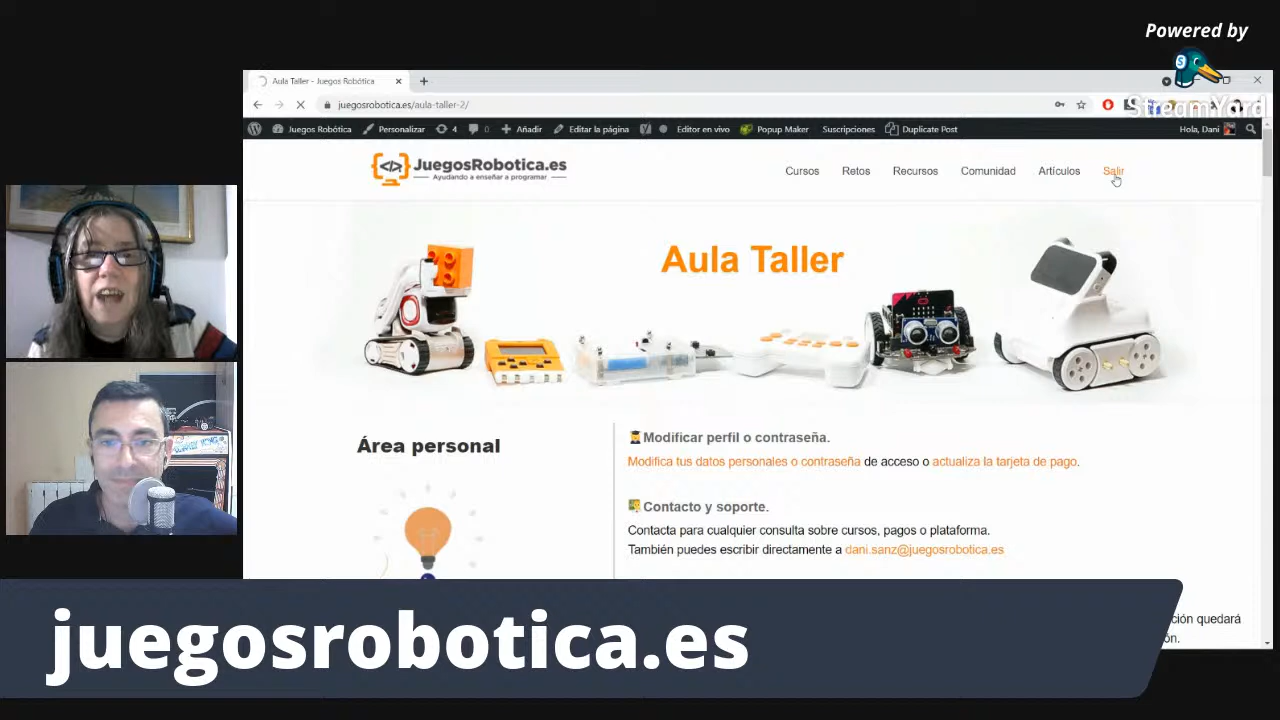 Powered by
StreamYard
Aula Taller - Juegos Robótica
juegosrobotica.es/aula-taller-2/
Juegos Robótica Personalizar 4 0 Añadir Editar la página Editor en vivo Popup Maker Suscripciones Duplicate Post Hola, Dani
JuegosRobotica.es
Ayudando a enseñar a programar
Cursos Retos Recursos Comunidad Artículos Salir
Aula Taller
Área personal
Modificar perfil o contraseña.
Modifica tus datos personales o contraseña de acceso o actualiza la tarjeta de pago.
Contacto y soporte.
Contacta para cualquier consulta sobre cursos, pagos o plataforma.
También puedes escribir directamente a dani.sanz@juegosrobotica.es
quedará
juegosrobotica.es